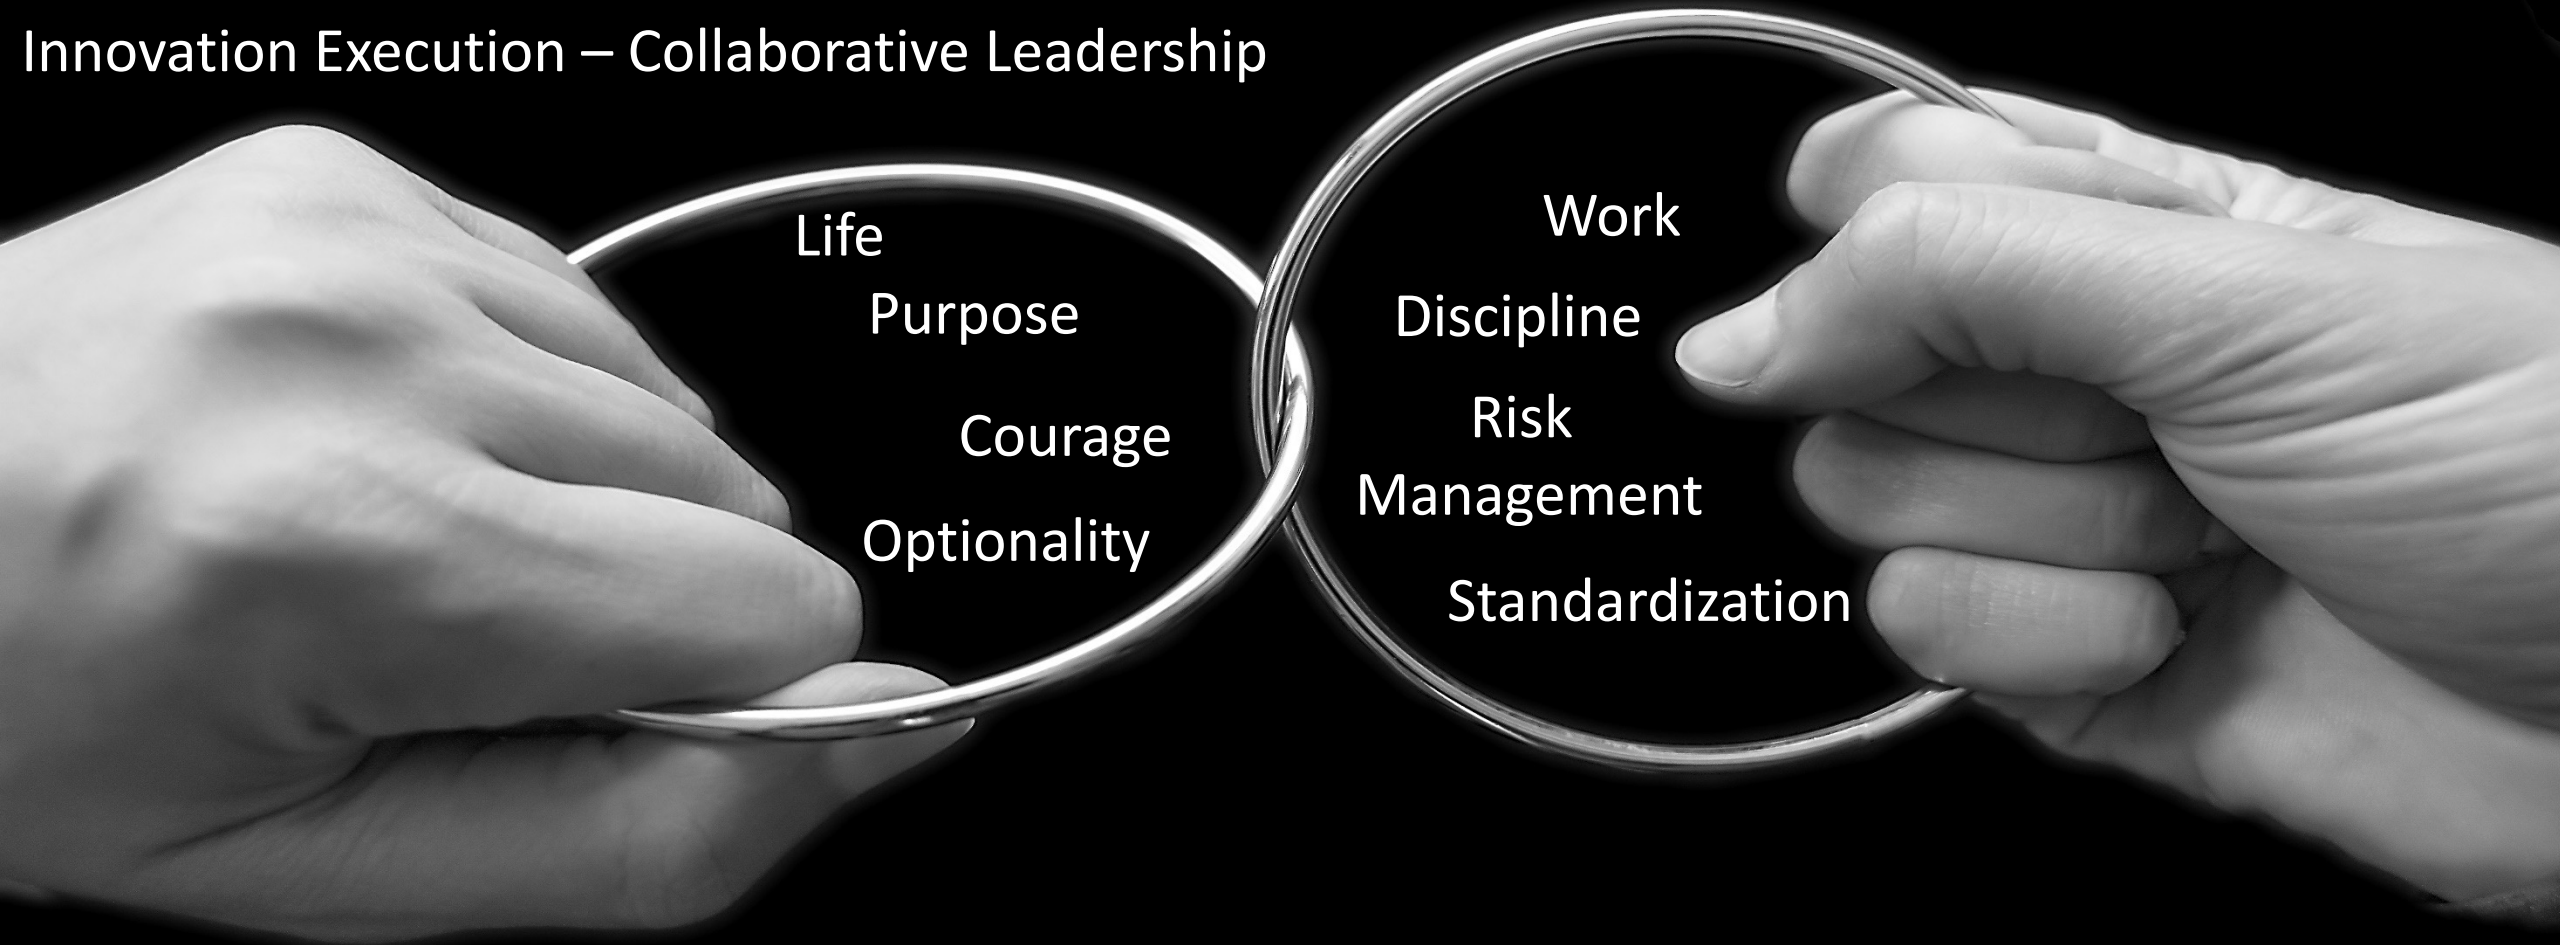 Innovation Execution – Collaborative Leadership
Life
Purpose
Courage
Optionality
Work
Discipline
Risk
Management
Standardization